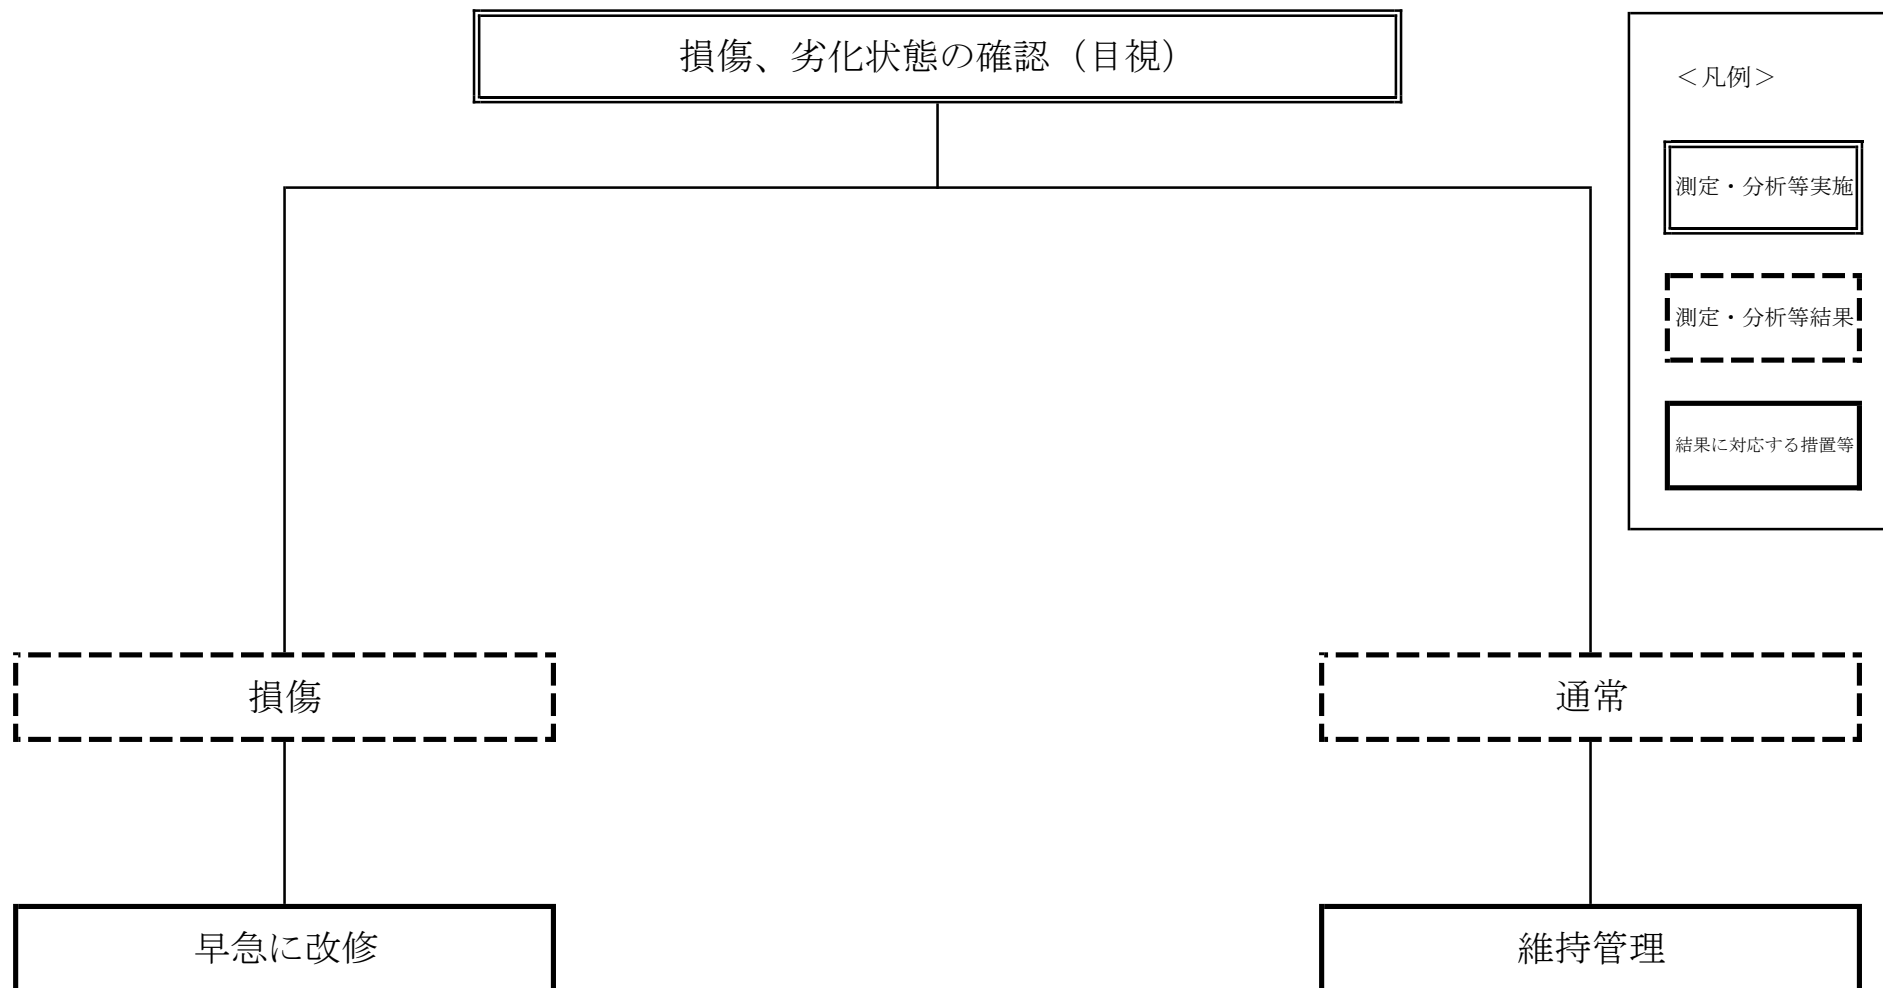 損傷、劣化状態の確認（目視）
＜凡例＞
測定・分析等実施
測定・分析等結果
結果に対応する措置等
損傷
通常
早急に改修
維持管理